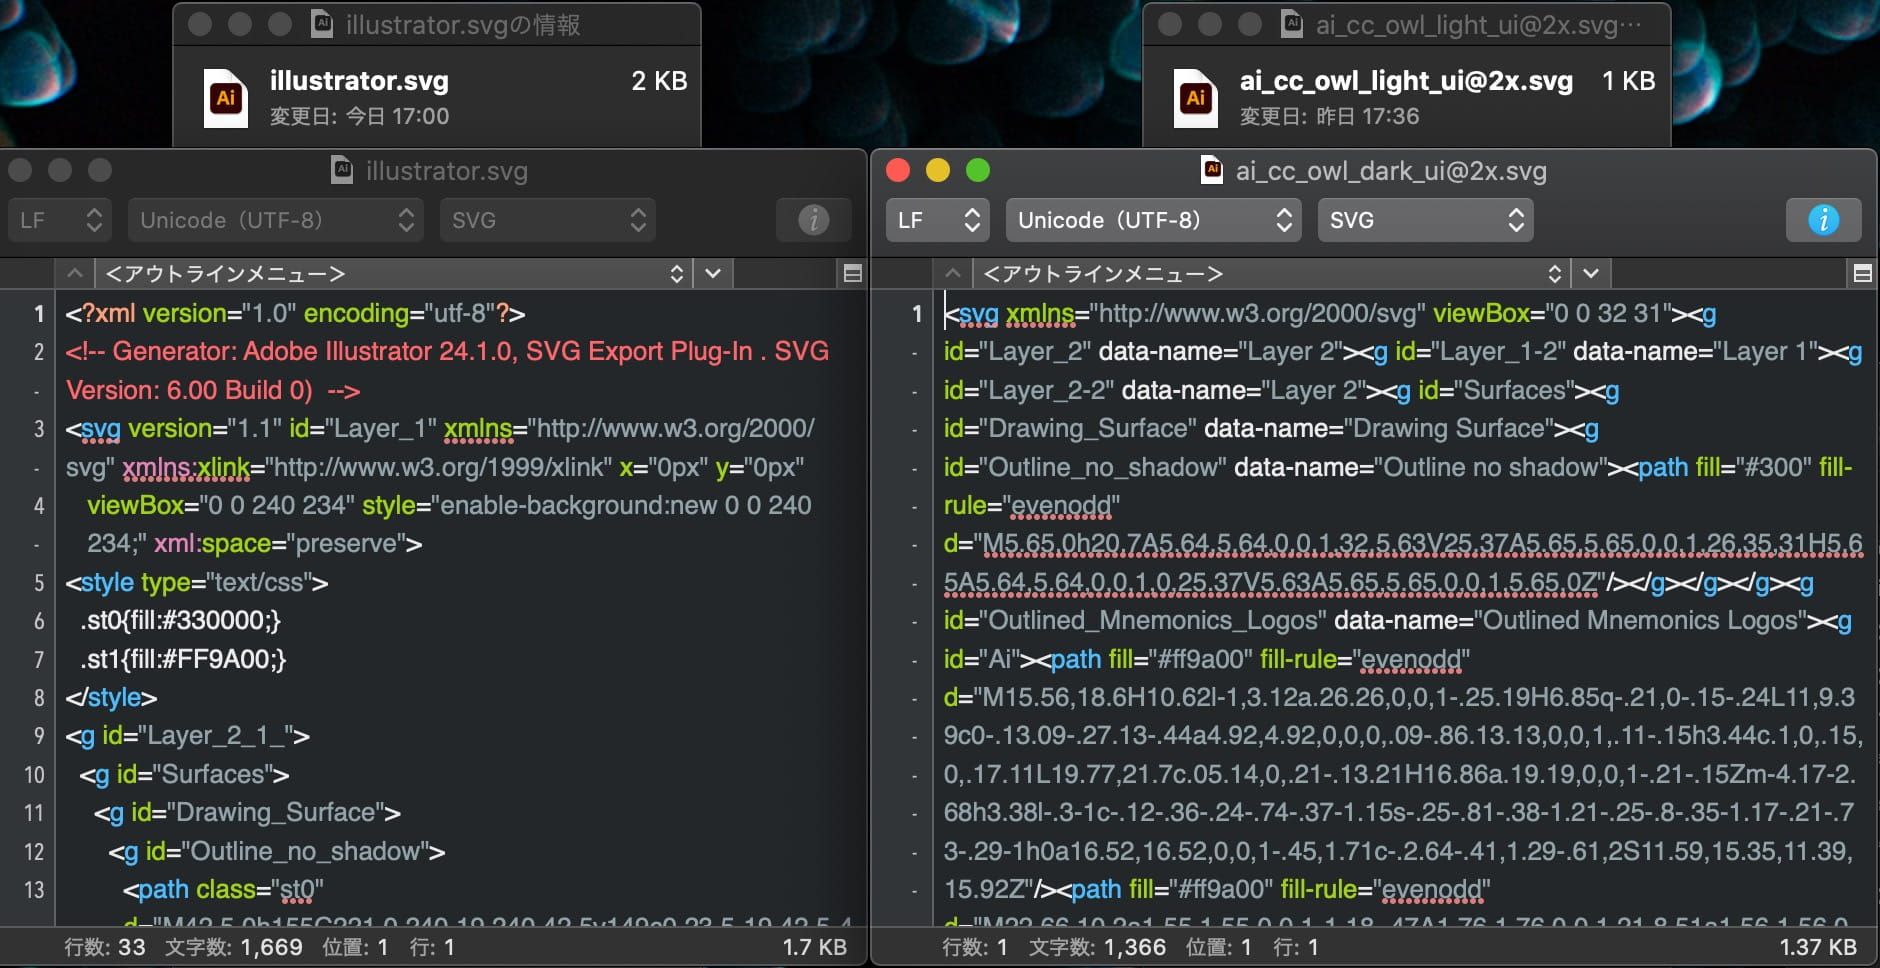 illustrator.svgの情報
Ai
illustrator.svg 2 KB
変更日: 今日 17:00
ai_cc_owl_light_ui@2x.svg…
Ai
ai_cc_owl_light_ui@2x.svg 1 KB
変更日: 昨日 17:36
illustrator.svg
LF Unicode（UTF-8） SVG i
<アウトラインメニュー>
1 <?xml version="1.0" encoding="utf-8"?>
2 <!-- Generator: Adobe Illustrator 24.1.0, SVG Export Plug-In . SVG
- Version: 6.00 Build 0)  -->
3 <svg version="1.1" id="Layer_1" xmlns="http://www.w3.org/2000/
- svg" xmlns:xlink="http://www.w3.org/1999/xlink" x="0px" y="0px"
4 viewBox="0 0 240 234" style="enable-background:new 0 0 240
- 234;" xml:space="preserve">
5 <style type="text/css">
6 .st0{fill:#330000;}
7 .st1{fill:#FF9A00;}
8 </style>
9 <g id="Layer_2_1_">
10 <g id="Surfaces">
11 <g id="Drawing_Surface">
12 <g id="Outline_no_shadow">
13 <path class="st0"
行数: 33 文字数: 1,669 位置: 1 行: 1 1.7 KB
ai_cc_owl_dark_ui@2x.svg
LF Unicode（UTF-8） SVG i
<アウトラインメニュー>
1 <svg xmlns="http://www.w3.org/2000/svg" viewBox="0 0 32 31"><g
- id="Layer_2" data-name="Layer 2"><g id="Layer_1-2" data-name="Layer 1"><g
- id="Layer_2-2" data-name="Layer 2"><g id="Surfaces"><g
- id="Drawing_Surface" data-name="Drawing Surface"><g
- id="Outline_no_shadow" data-name="Outline no shadow"><path fill="#300" fill-
- rule="evenodd"
- d="M5.65,0h20.7A5.64,5.64,0,0,1,32,5.63V25.37A5.65,5.65,0,0,1,26.35,31H5.6
- 5A5.64,5.64,0,0,1,0,25.37V5.63A5.65,5.65,0,0,1,5.65,0Z"/></g></g></g><g
- id="Outlined_Mnemonics_Logos" data-name="Outlined Mnemonics Logos"><g
- id="Ai"><path fill="#ff9a00" fill-rule="evenodd"
- d="M15.56,18.6H10.62l-1,3.12a.26.26,0,0,1-.25.19H6.85q-.21,0-.15-.24L11,9.3
- 9c0-.13.09-.27.13-.44a4.92,4.92,0,0,0,.09-.86.13.13,0,0,1,.11-.15h3.44c.1,0,.15,
- 0,.17.11L19.77,21.7c.05.14,0,.21-.13.21H16.86a.19.19,0,0,1-.21-.15Zm-4.17-2.
- 68h3.38l-.3-1c-.12-.36-.24-.74-.37-1.15s-.25-.81-.38-1.21-.25-.8-.35-1.17-.21-.7
- 3-.29-1h0a16.52,16.52,0,0,1-.45,1.71c-.2.64-.41,1.29-.61,2S11.59,15.35,11.39,
- 15.92Z"/><path fill="#ff9a00" fill-rule="evenodd"
行数: 1 文字数: 1,366 位置: 1 行: 1 1.37 KB